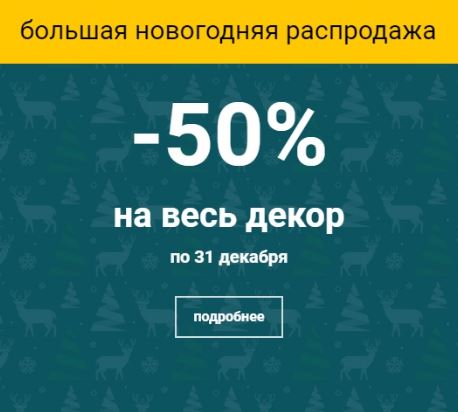 большая новогодняя распродажа
-50%
на весь декор
по 31 декабря
подробнее